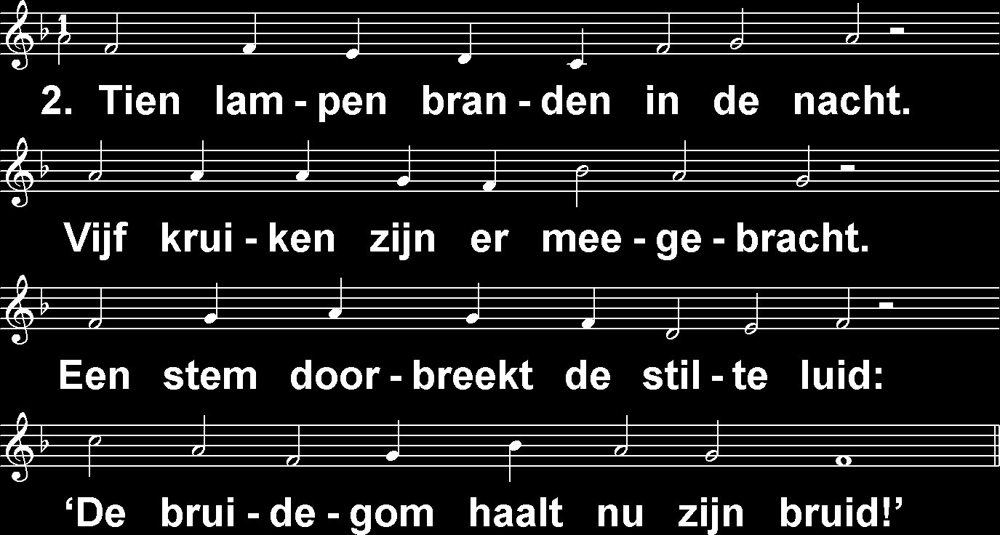 2. Tien lam - pen bran - den in de nacht.
Vijf krui - ken zijn er mee - ge - bracht.
Een stem door - breekt de stil - te luid:
‘De brui - de - gom haalt nu zijn bruid!’